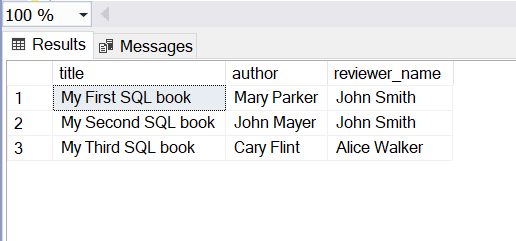 100 %
Results Messages
title author reviewer_name
1 My First SQL book Mary Parker John Smith
2 My Second SQL book John Mayer John Smith
3 My Third SQL book Cary Flint Alice Walker